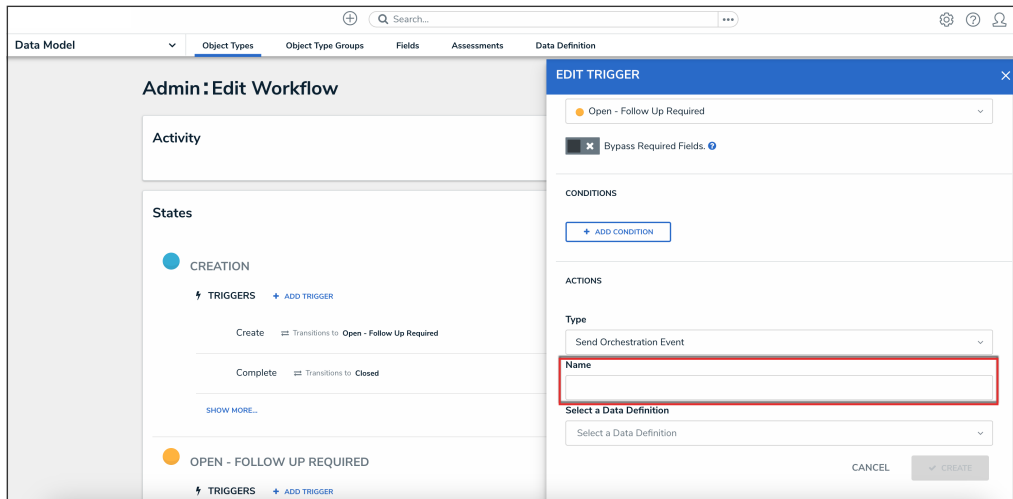 Search...
Data Model
Object Types
Object Type Groups
Fields
Assessments
Data Definition
Admin:Edit Workflow
Activity
States
CREATION
TRIGGERS + ADD TRIGGER
Create Transitions to Open - Follow Up Required
Complete Transitions to Closed
SHOW MORE...
OPEN - FOLLOW UP REQUIRED
TRIGGERS + ADD TRIGGER
EDIT TRIGGER
Open - Follow Up Required
Bypass Required Fields.
CONDITIONS
+ ADD CONDITION
ACTIONS
Type
Send Orchestration Event
Name
Select a Data Definition
Select a Data Definition
CANCEL
CREATE